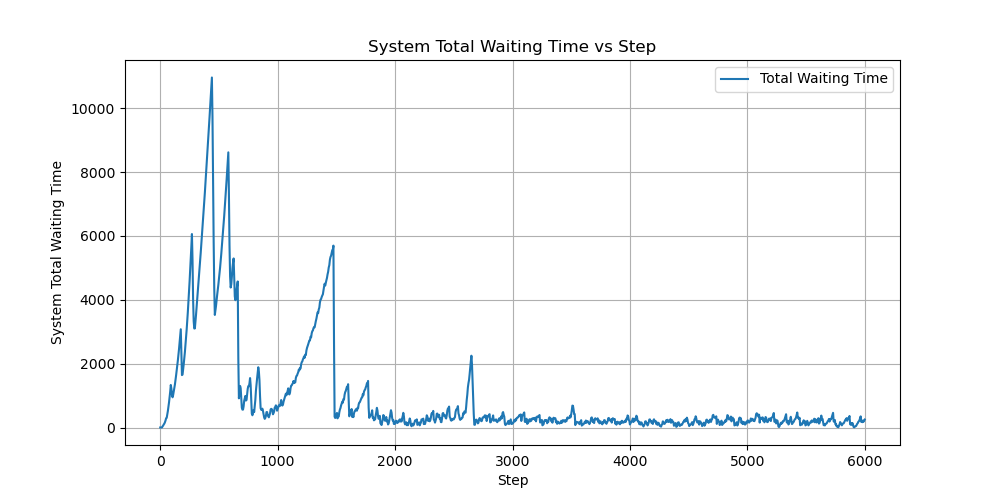 System Total Waiting Time vs Step
Total Waiting Time
System Total Waiting Time
10000
8000
6000
4000
2000
0
0 1000 2000 3000 4000 5000 6000
Step